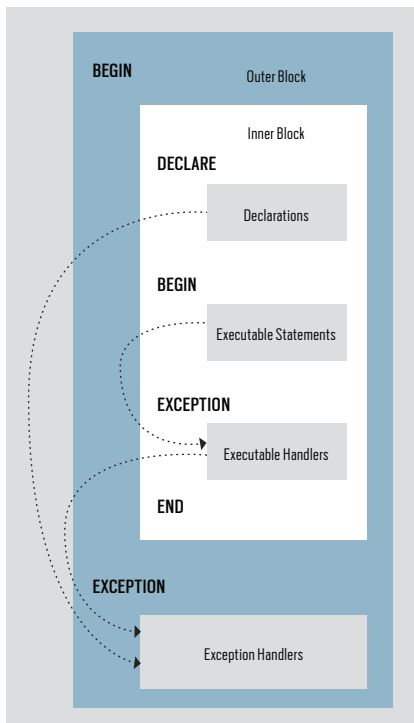 BEGIN
Outer Block
Inner Block
DECLARE
Declarations
BEGIN
Executable Statements
EXCEPTION
Executable Handlers
END
EXCEPTION
Exception Handlers